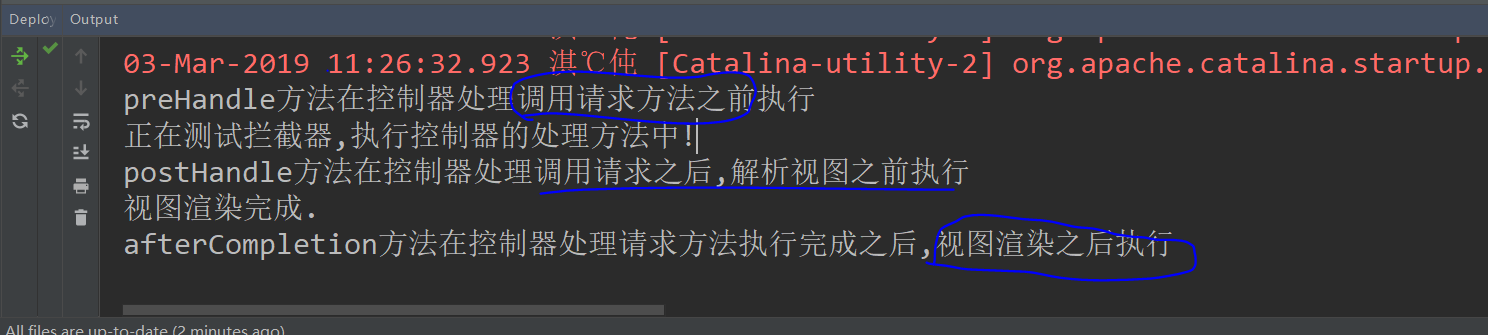 Deploy Output
03-Mar-2019 11:26:32.923 淇℃伅 [Catalina-utility-2] org.apache.catalina.startup.
preHandle方法在控制器处理调用请求方法之前执行
正在测试拦截器,执行控制器的处理方法中!
postHandle方法在控制器处理调用请求之后,解析视图之前执行
视图渲染完成.
afterCompletion方法在控制器处理请求方法执行完成之后,视图渲染之后执行
All files are up-to-date (2 minutes ago)